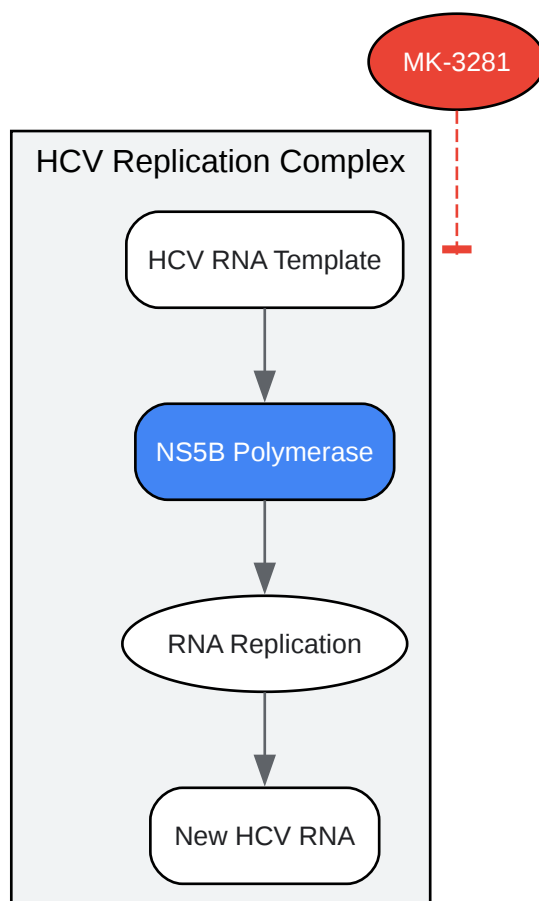 MK-3281
HCV Replication Complex
HCV RNA Template
NS5B Polymerase
RNA Replication
New HCV RNA